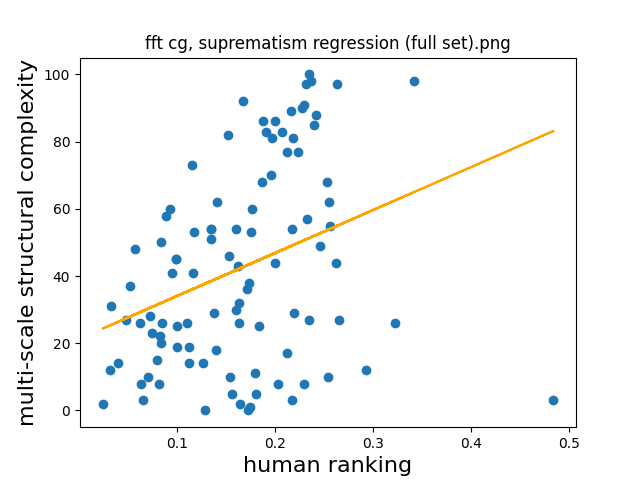 fft cg, suprematism regression (full set).png
multi-scale structural complexity
100
80
60
40
20
0
0.1 0.2 0.3 0.4 0.5
human ranking